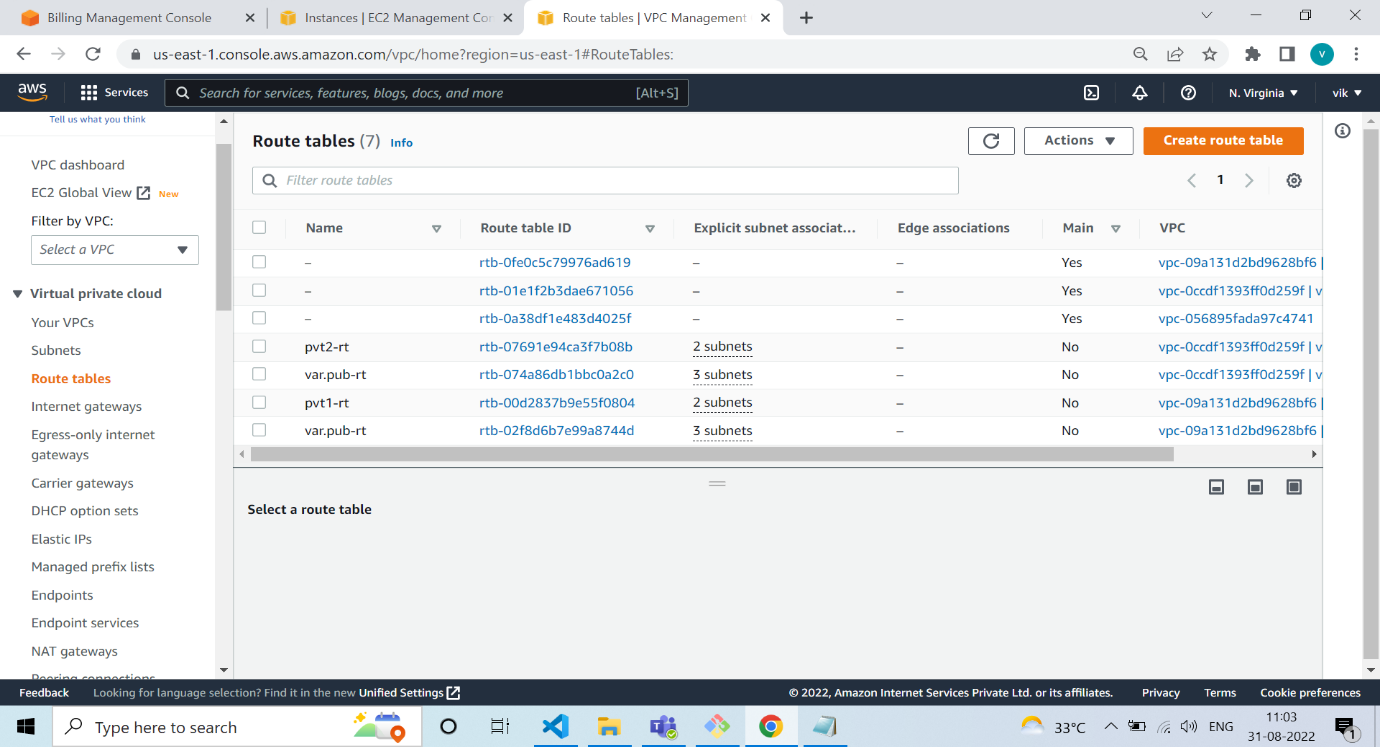 Billing Management Console
Instances | EC2 Management Con
Route tables | VPC Management
us-east-1.console.aws.amazon.com/vpc/home?region=us-east-1#RouteTables:
V
aws
Services
Search for services, features, blogs, docs, and more
[Alt+S]
N. Virginia
vik
Tell us what you think
VPC dashboard
EC2 Global View New
Filter by VPC:
Select a VPC
Virtual private cloud
Your VPCs
Subnets
Route tables
Internet gateways
Egress-only internet
gateways
Carrier gateways
DHCP option sets
Elastic IPs
Managed prefix lists
Endpoints
Endpoint services
NAT gateways
Peering connections
Route tables (7) Info
Actions
Create route table
Filter route tables
1
Name Route table ID Explicit subnet associat... Edge associations Main VPC
– rtb-0fe0c5c79976ad619 – – Yes vpc-09a131d2bd9628bf6 |
– rtb-01e1f2b3dae671056 – – Yes vpc-0ccdf1393ff0d259f | v
– rtb-0a38df1e483d4025f – – Yes vpc-056895fada97c4741
pvt2-rt rtb-07691e94ca3f7b08b 2 subnets – No vpc-0ccdf1393ff0d259f | v
var.pub-rt rtb-074a86db1bbc0a2c0 3 subnets – No vpc-0ccdf1393ff0d259f | v
pvt1-rt rtb-00d2837b9e55f0804 2 subnets – No vpc-09a131d2bd9628bf6 |
var.pub-rt rtb-02f8d6b7e99a8744d 3 subnets – No vpc-09a131d2bd9628bf6 |
Select a route table
Feedback Looking for language selection? Find it in the new Unified Settings
© 2022, Amazon Internet Services Private Ltd. or its affiliates. Privacy Terms Cookie preferences
Type here to search
33°C
ENG
11:03
31-08-2022
1